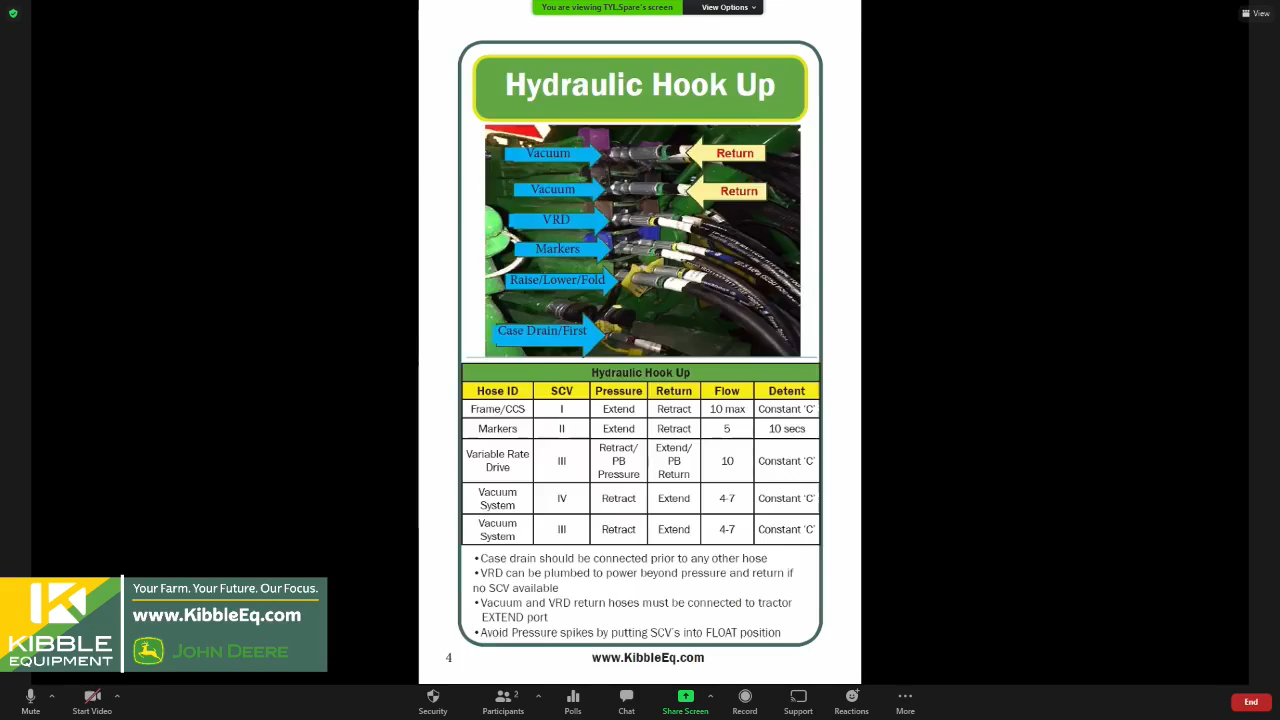 You are viewing TYL.Spare's screen
View Options
View
Hydraulic Hook Up
Vacuum
Return
Vacuum
Return
VRD
Markers
Raise/Lower/Fold
Case Drain/First
Hydraulic Hook Up
Hose ID SCV Pressure Return Flow Detent
Frame/CCS I Extend Retract 10 max Constant 'C'
Markers II Extend Retract 5 10 secs
Variable Rate Drive III Retract/ PB Pressure Extend/ PB Return 10 Constant 'C'
Vacuum System IV Retract Extend 4-7 Constant 'C'
Vacuum System III Retract Extend 4-7 Constant 'C'
•Case drain should be connected prior to any other hose
•VRD can be plumbed to power beyond pressure and return if
no SCV available
•Vacuum and VRD return hoses must be connected to tractor
EXTEND port
•Avoid Pressure spikes by putting SCV's into FLOAT position
4
www.KibbleEq.com
K
KIBBLE
EQUIPMENT
Your Farm. Your Future. Our Focus.
www.KibbleEq.com
JOHN DEERE
Mute
Start Video
Security
Participants
2
Polls
Chat
Share Screen
Record
Support
Reactions
More
End